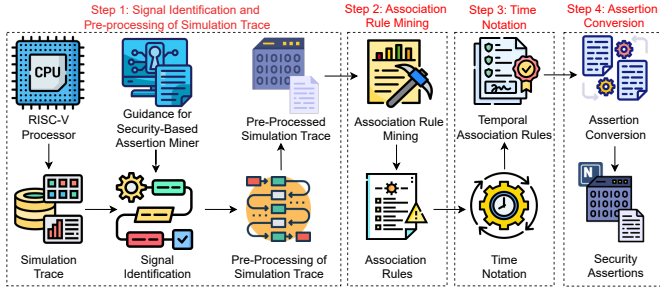 Step 1: Signal Identification and
Pre-processing of Simulation Trace
Step 2: Association
Rule Mining
Step 3: Time
Notation
Step 4: Assertion
Conversion
CPU
RISC-V
Processor
Guidance for
Security-Based
Assertion Miner
Pre-Processed
Simulation Trace
Association Rule
Mining
Temporal
Association Rules
Assertion
Conversion
Simulation
Trace
Signal
Identification
Pre-Processing of
Simulation Trace
Association
Rules
Time
Notation
N
Security
Assertions